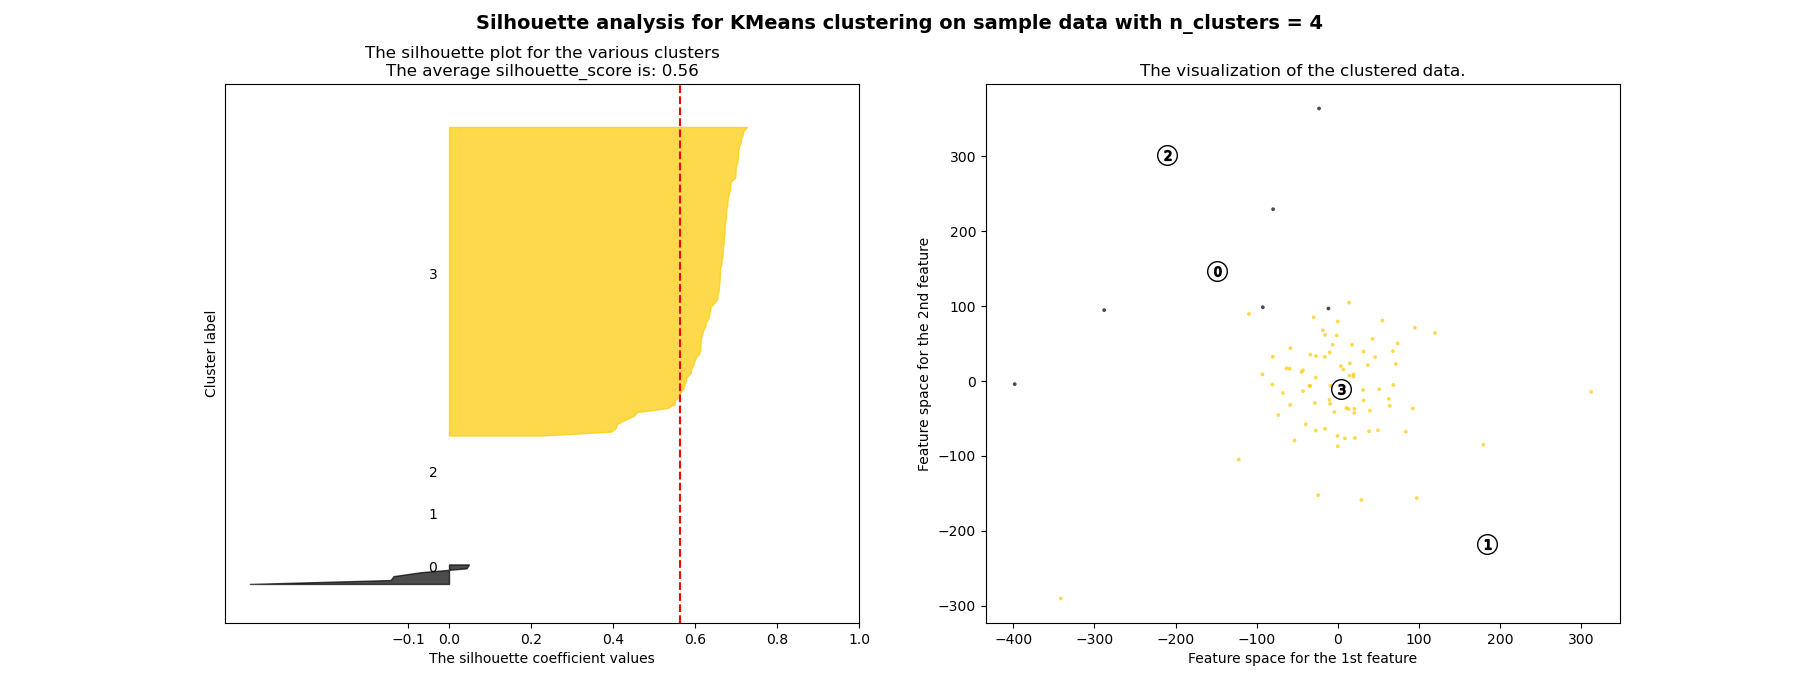 Silhouette analysis for KMeans clustering on sample data with n_clusters = 4
The silhouette plot for the various clusters
The average silhouette_score is: 0.56
Cluster label
3
2
1
0
−0.1 0.0 0.2 0.4 0.6 0.8 1.0
The silhouette coefficient values
The visualization of the clustered data.
Feature space for the 2nd feature
300
200
100
0
−100
−200
−300
2
0
3
1
−400 −300 −200 −100 0 100 200 300
Feature space for the 1st feature